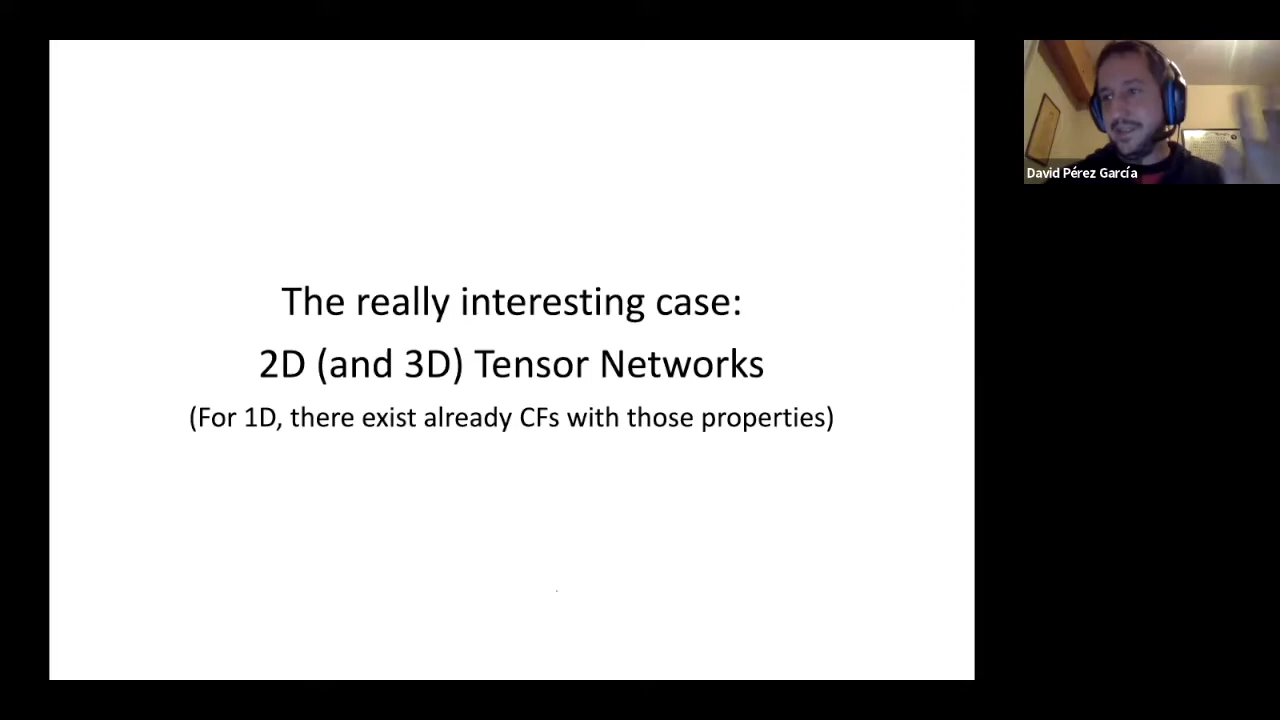 The really interesting case:
2D (and 3D) Tensor Networks
(For 1D, there exist already CFs with those properties)
David Pérez García